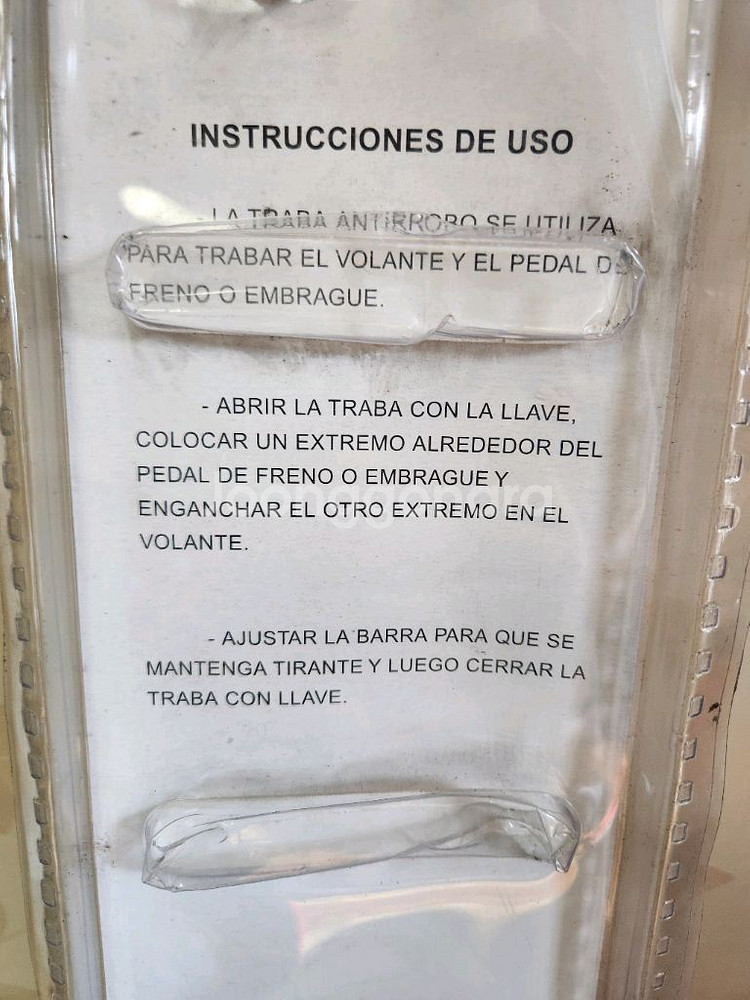 INSTRUCCIONES DE USO
- LA TRABA ANTIRROBO SE UTILIZA
PARA TRABAR EL VOLANTE Y EL PEDAL DE
FRENO O EMBRAGUE.
- ABRIR LA TRABA CON LA LLAVE,
COLOCAR UN EXTREMO ALREDEDOR DEL
PEDAL DE FRENO O EMBRAGUE Y
ENGANCHAR EL OTRO EXTREMO EN EL
VOLANTE.
- AJUSTAR LA BARRA PARA QUE SE
MANTENGA TIRANTE Y LUEGO CERRAR LA
TRABA CON LLAVE.